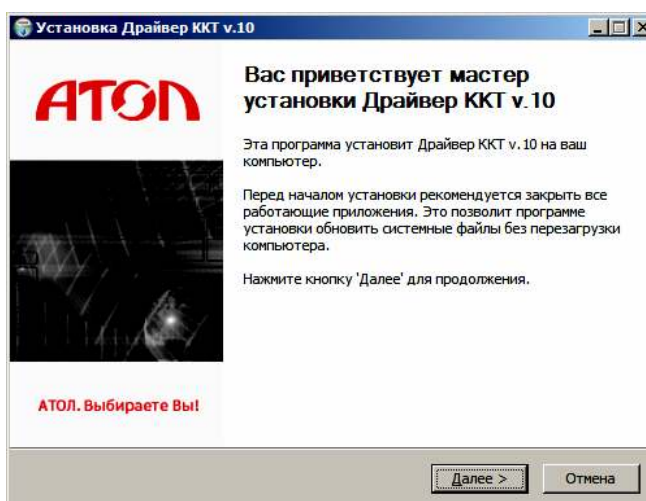 Установка Драйвер ККТ v.10
АТОЛ
Вас приветствует мастер
установки Драйвер ККТ v.10
Эта программа установит Драйвер ККТ v.10 на ваш
компьютер.
Перед началом установки рекомендуется закрыть все
работающие приложения. Это позволит программе
установки обновить системные файлы без перезагрузки
компьютера.
Нажмите кнопку 'Далее' для продолжения.
АТОЛ. Выбираете Вы!
Далее >
Отмена